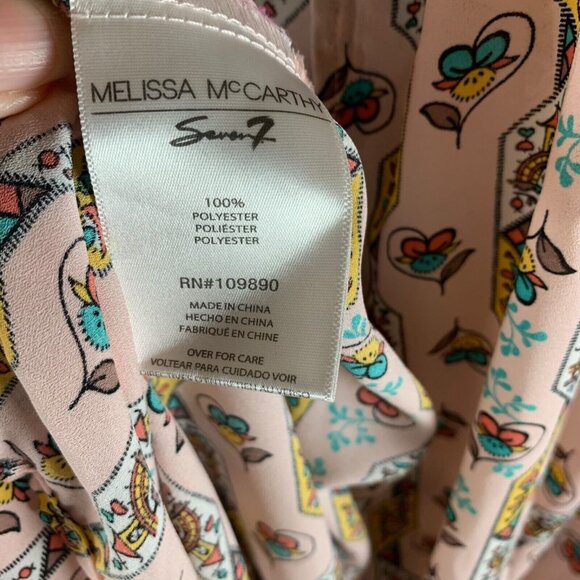 MELISSA McCARTHY
Seven7
100%
POLYESTER
POLIÉSTER
POLYESTER
RN#109890
MADE IN CHINA
HECHO EN CHINA
FABRIQUÉ EN CHINA
OVER FOR CARE
VOLTEAR PARA CUIDADO VOIR